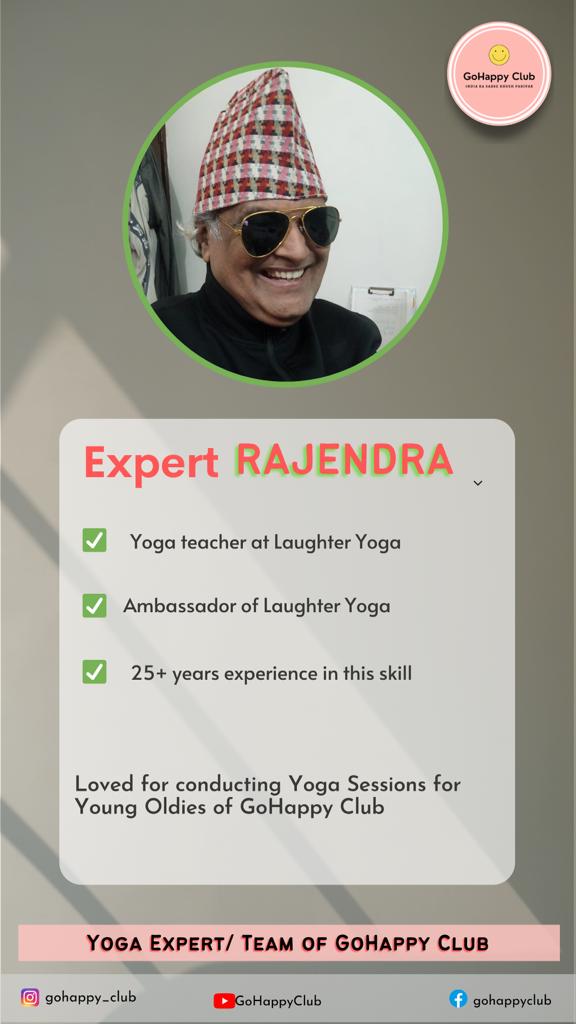 GoHappy Club
INDIA KA SABSE KHUSH PARIVAR
Expert RAJENDRA
Yoga teacher at Laughter Yoga
Ambassador of Laughter Yoga
25+ years experience in this skill
Loved for conducting Yoga Sessions for
Young Oldies of GoHappy Club
Yoga Expert/ Team of GoHappy Club
gohappy_club
GoHappyClub
gohappyclub